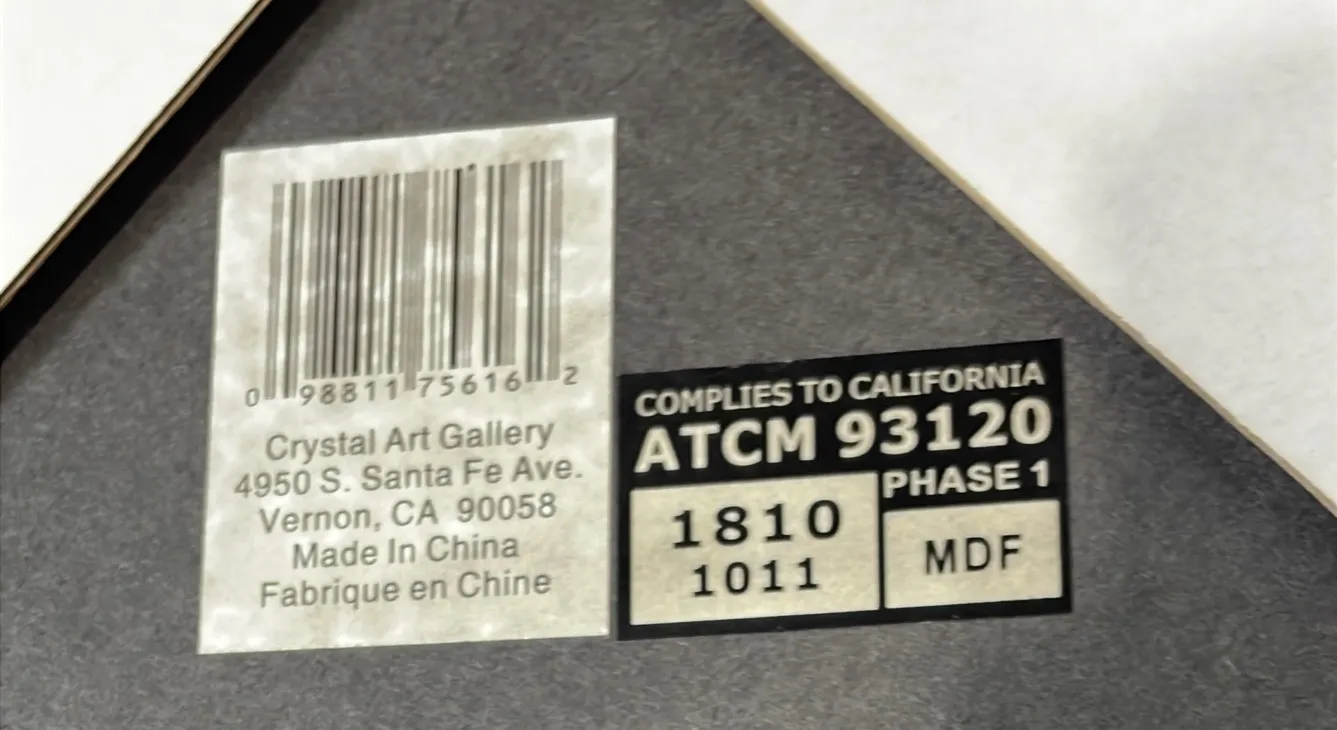 0 98811 75616 2
Crystal Art Gallery
4950 S. Santa Fe Ave.
Vernon, CA 90058
Made In China
Fabrique en Chine
COMPLIES TO CALIFORNIA
ATCM 93120
PHASE 1
1810
1011
MDF